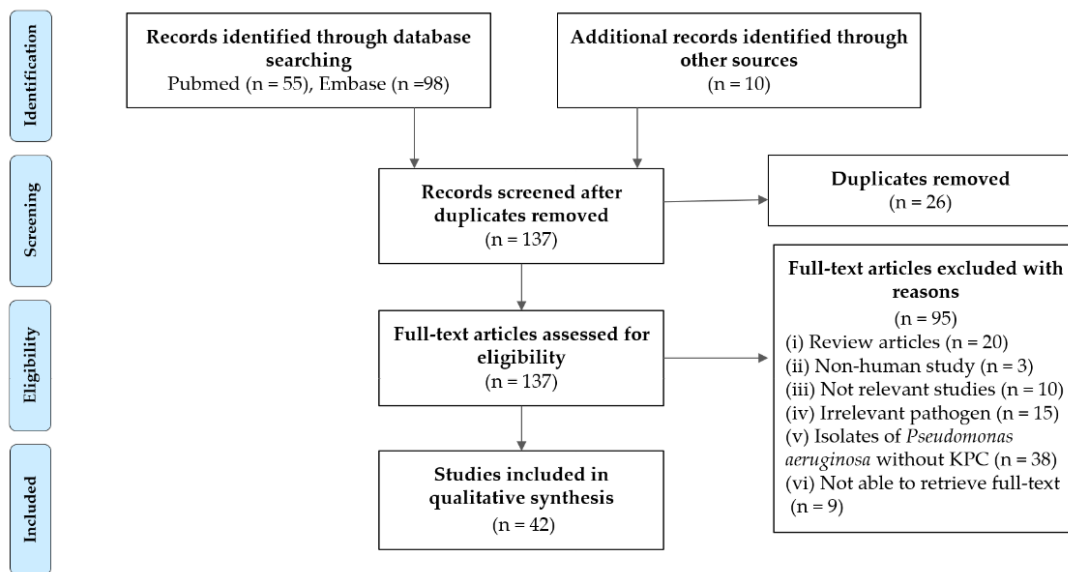 Identification
Records identified through database
searching
Pubmed (n = 55), Embase (n =98)
Additional records identified through
other sources
(n = 10)
Screening
Records screened after
duplicates removed
(n = 137)
Duplicates removed
(n = 26)
Eligibility
Full-text articles assessed for
eligibility
(n = 137)
Full-text articles excluded with
reasons
(n = 95)
(i) Review articles (n = 20)
(ii) Non-human study (n = 3)
(iii) Not relevant studies (n = 10)
(iv) Irrelevant pathogen (n = 15)
(v) Isolates of Pseudomonas
aeruginosa without KPC (n = 38)
(vi) Not able to retrieve full-text
(n = 9)
Included
Studies included in
qualitative synthesis
(n = 42)